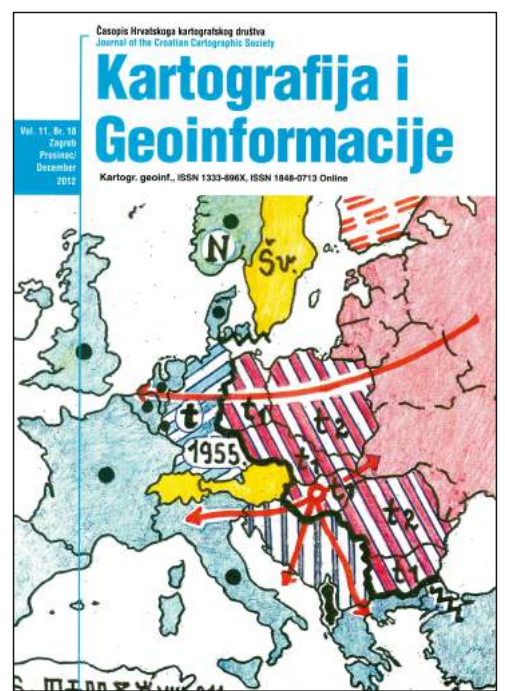 Časopis Hrvatskoga kartografskog društva
Journal of the Croatian Cartographic Society
Kartografija i
Geoinformacije
Vol. 11, Br. 18
Zagreb
Prosinac/
December
2012
Kartogr. geoinf., ISSN 1333-896X, ISSN 1848-0713 Online
N
Šv.
t
t1
t2
1955.
t1
R
t1
t2
t1